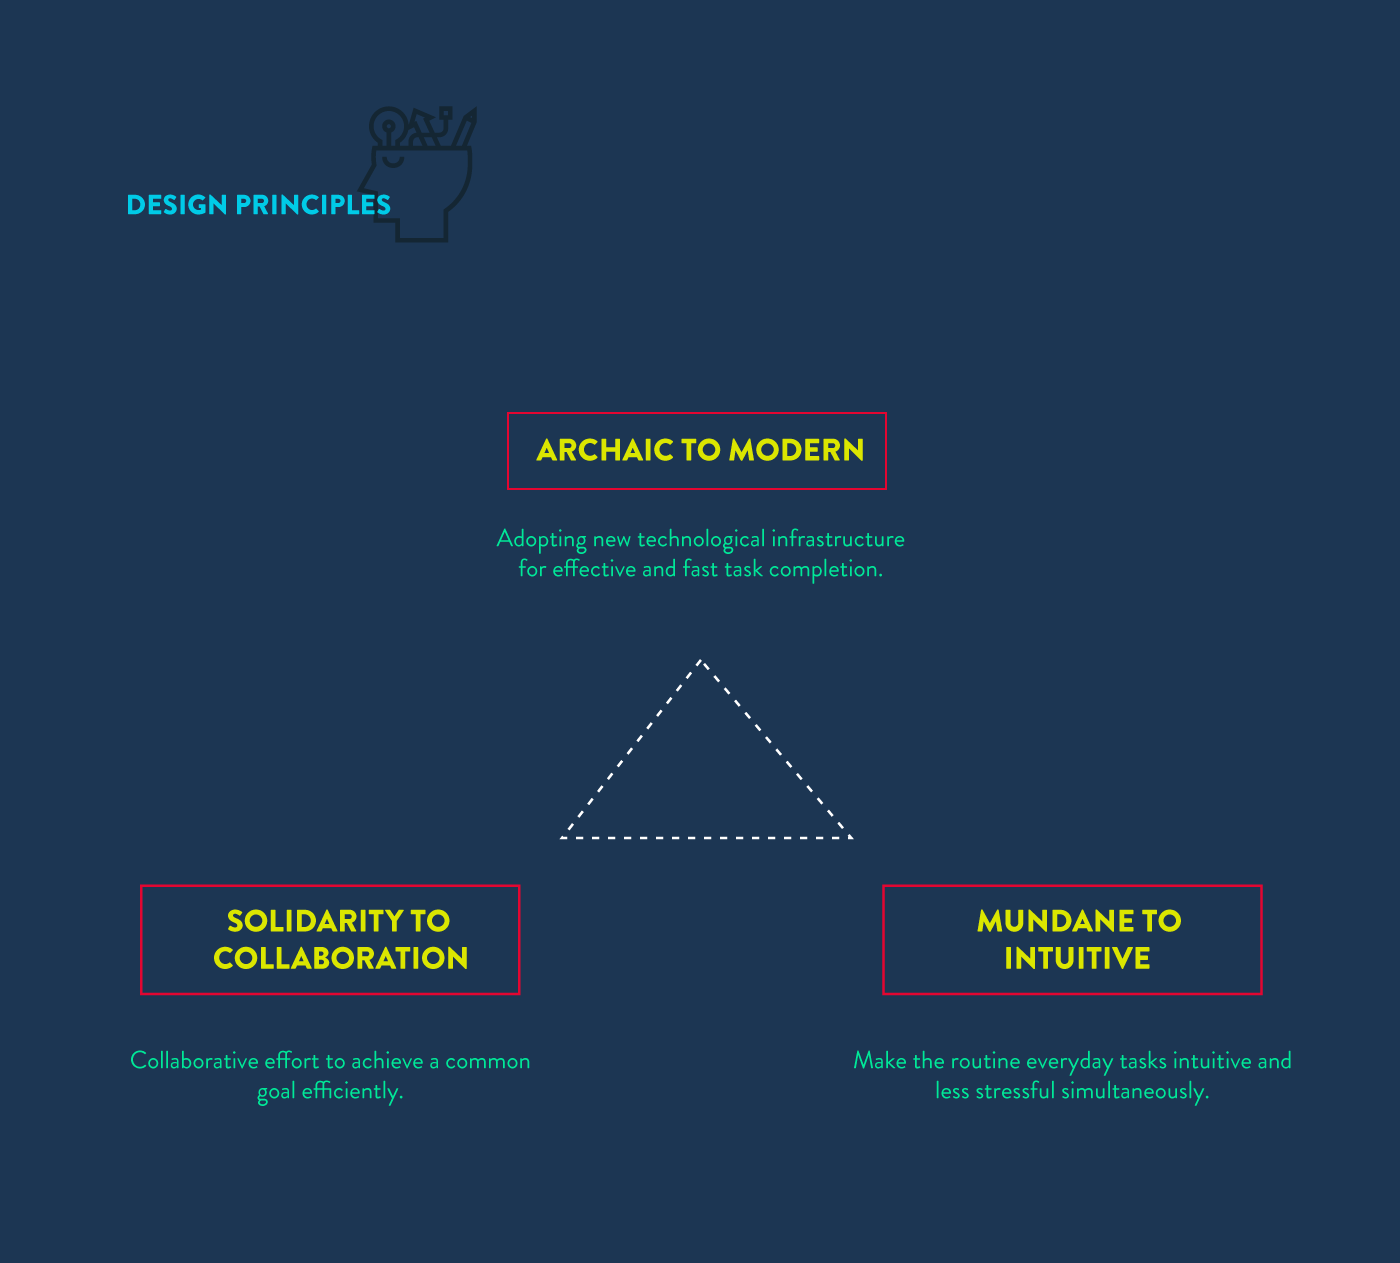 DESIGN PRINCIPLES
ARCHAIC TO MODERN
Adopting new technological infrastructure
for effective and fast task completion.
SOLIDARITY TO
COLLABORATION
Collaborative effort to achieve a common
goal efficiently.
MUNDANE TO
INTUITIVE
Make the routine everyday tasks intuitive and
less stressful simultaneously.